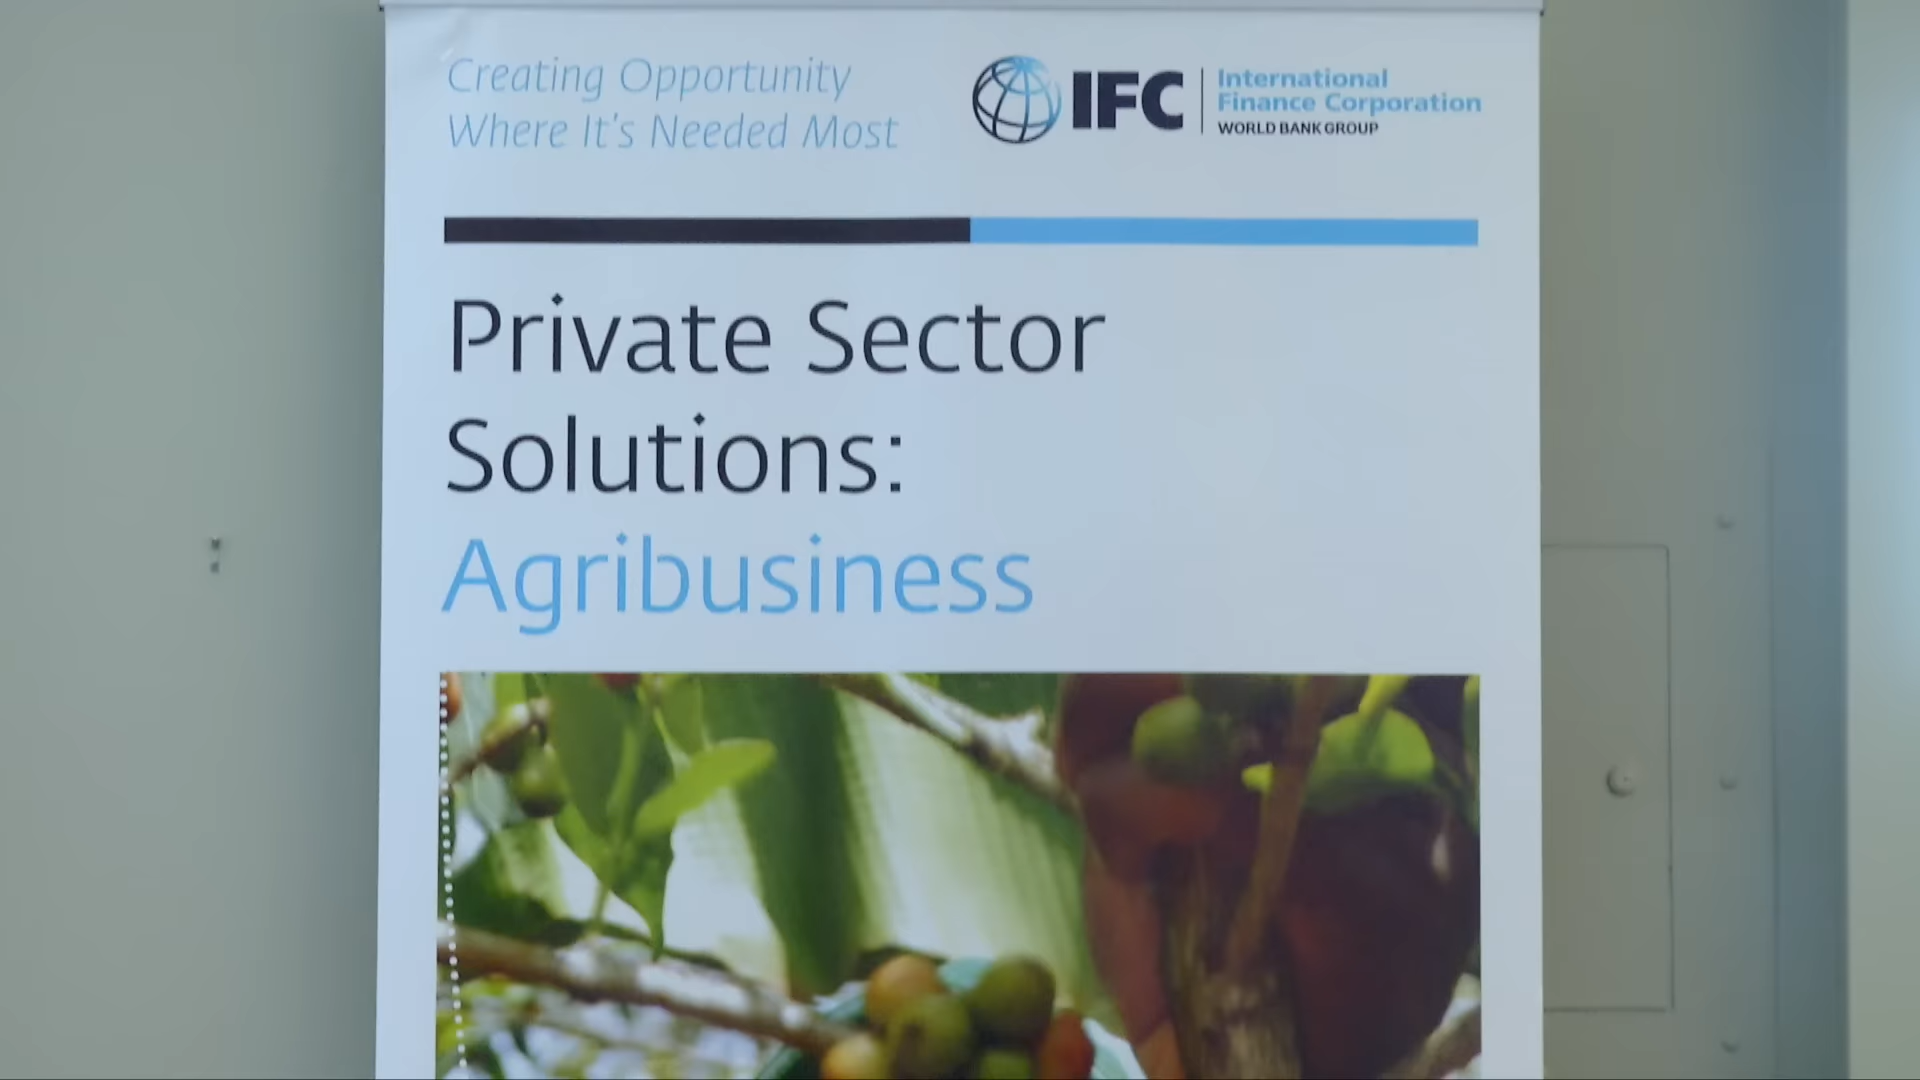 Creating Opportunity
Where It's Needed Most
IFC
International
Finance Corporation
WORLD BANK GROUP
Private Sector
Solutions:
Agribusiness